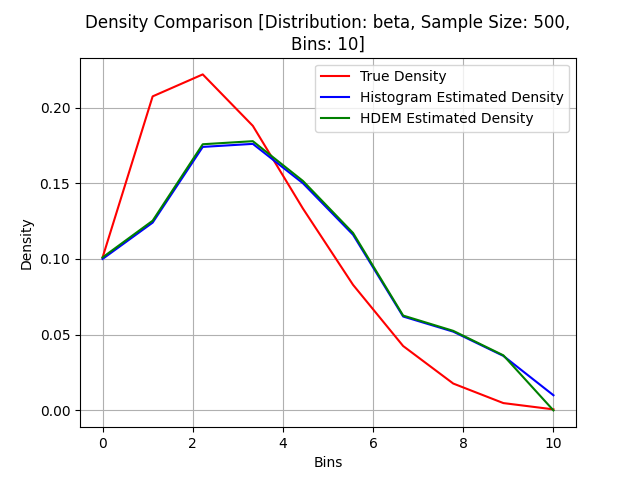 Density Comparison [Distribution: beta, Sample Size: 500,
Bins: 10]
True Density
Histogram Estimated Density
HDEM Estimated Density
Density
0.20
0.15
0.10
0.05
0.00
0 2 4 6 8 10
Bins